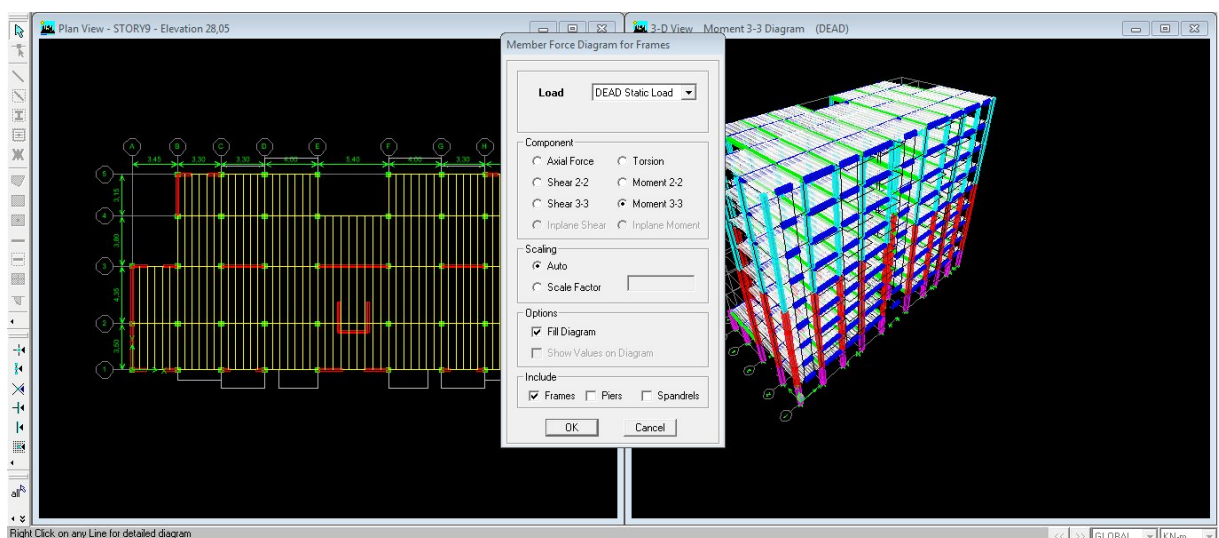 Plan View - STORY9 - Elevation 28,05
3-D View Moment 3-3 Diagram (DEAD)
Member Force Diagram for Frames
Load DEAD Static Load
Component
Axial Force Torsion
Shear 2-2 Moment 2-2
Shear 3-3 Moment 3-3
Inplane Shear Inplane Moment
Scaling
Auto
Scale Factor
Options
Fill Diagram
Show Values on Diagram
Include
Frames Piers Spandrels
OK Cancel
A B C D E F G H
3.45 3.30 3.30 4.00 5.40 4.00 3.30
5
3.15
4
3.80
3
4.35
2
3.50
1
all
Right Click on any Line for detailed diagram
GLOBAL KN-m